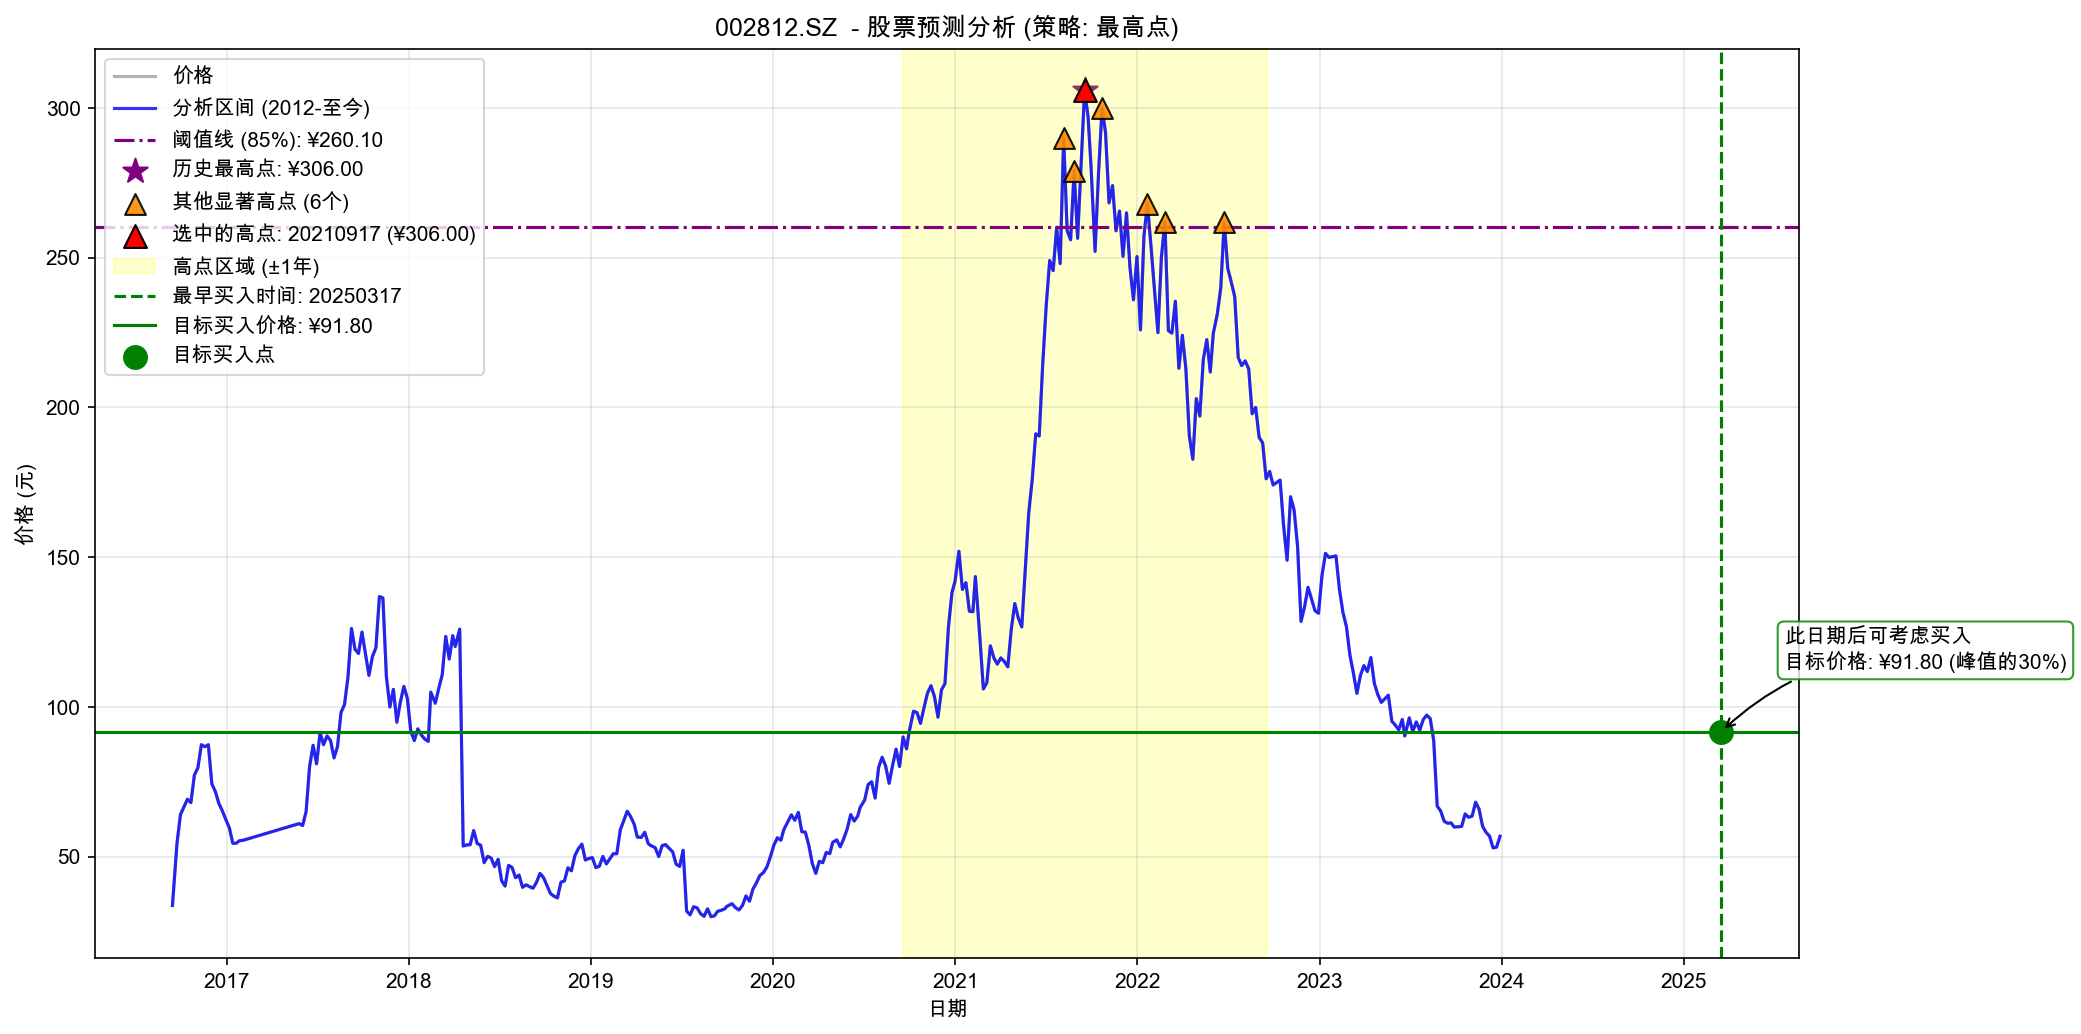 002812.SZ - 股票预测分析 (策略: 最高点)
价格
分析区间 (2012-至今)
阈值线 (85%): ¥260.10
历史最高点: ¥306.00
其他显著高点 (6个)
选中的高点: 20210917 (¥306.00)
高点区域 (±1年)
最早买入时间: 20250317
目标买入价格: ¥91.80
目标买入点
价格 (元)
300
250
200
150
100
50
此日期后可考虑买入
目标价格: ¥91.80 (峰值的30%)
2017
2018
2019
2020
2021
2022
2023
2024
2025
日期